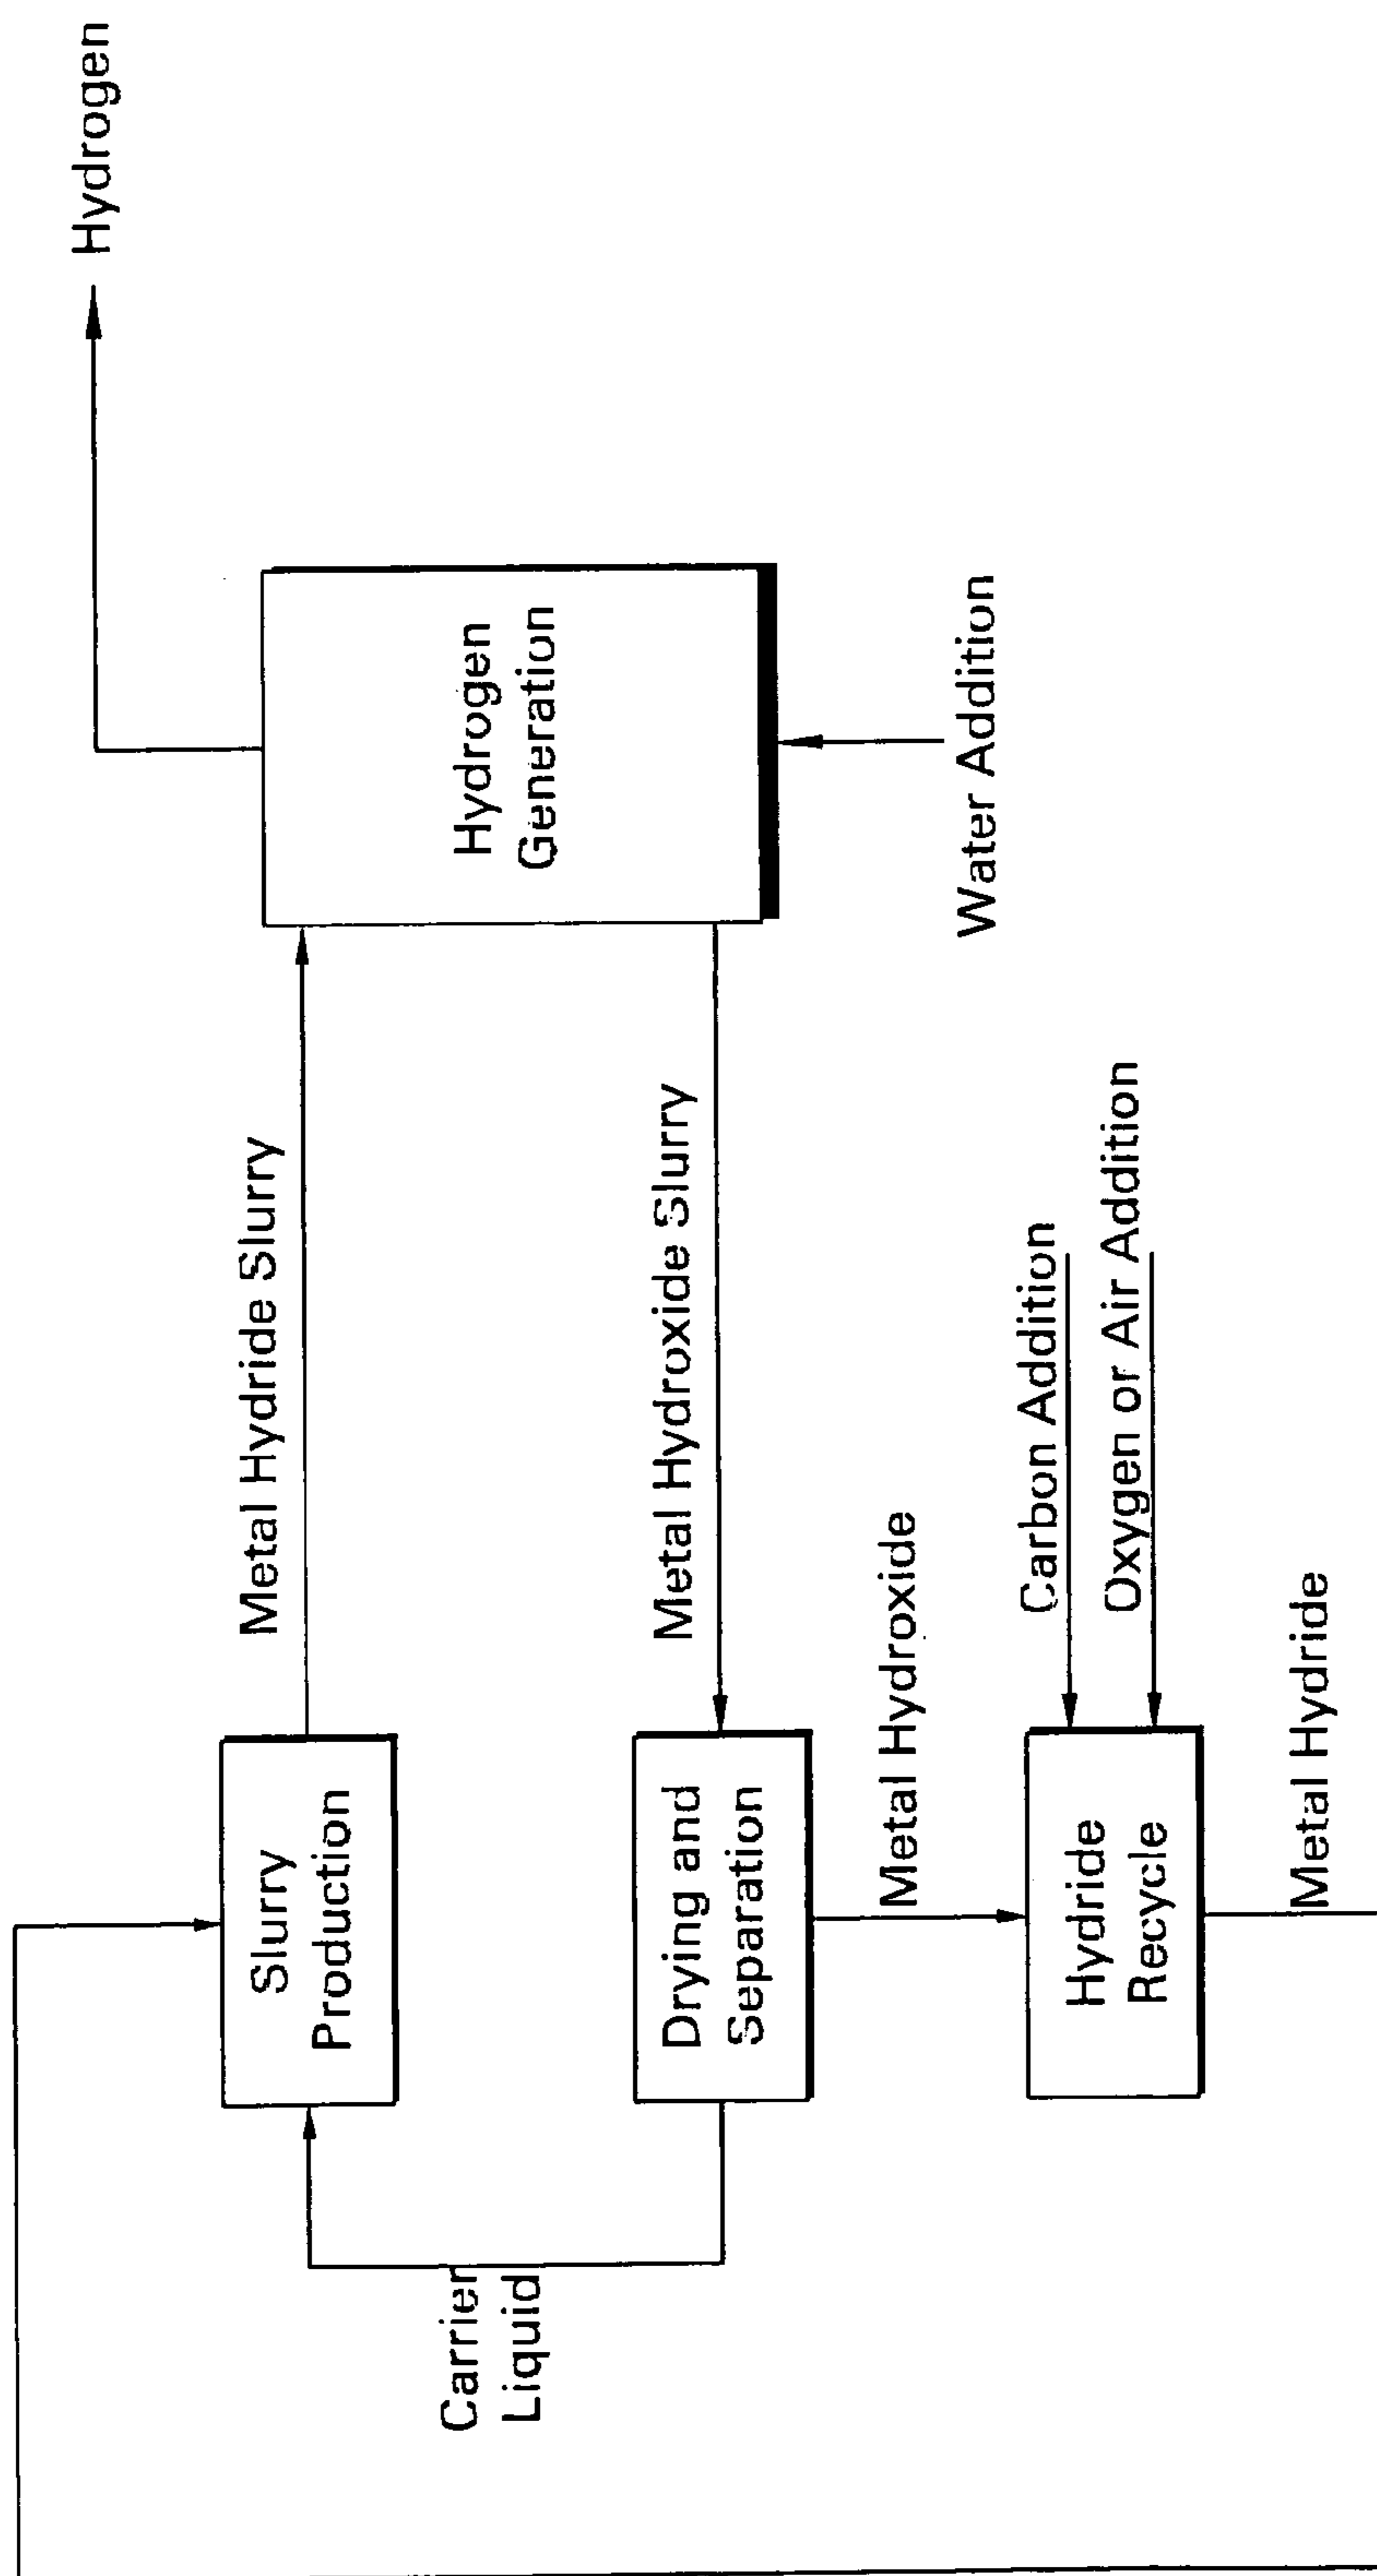 Hydrogen
Metal Hydride Slurry
Slurry
Production
Hydrogen
Generation
Carrier
Liquid
Metal Hydroxide Slurry
Drying and
Separation
Water Addition
Metal Hydroxide
Carbon Addition
Oxygen or Air Addition
Hydride
Recycle
Metal Hydride